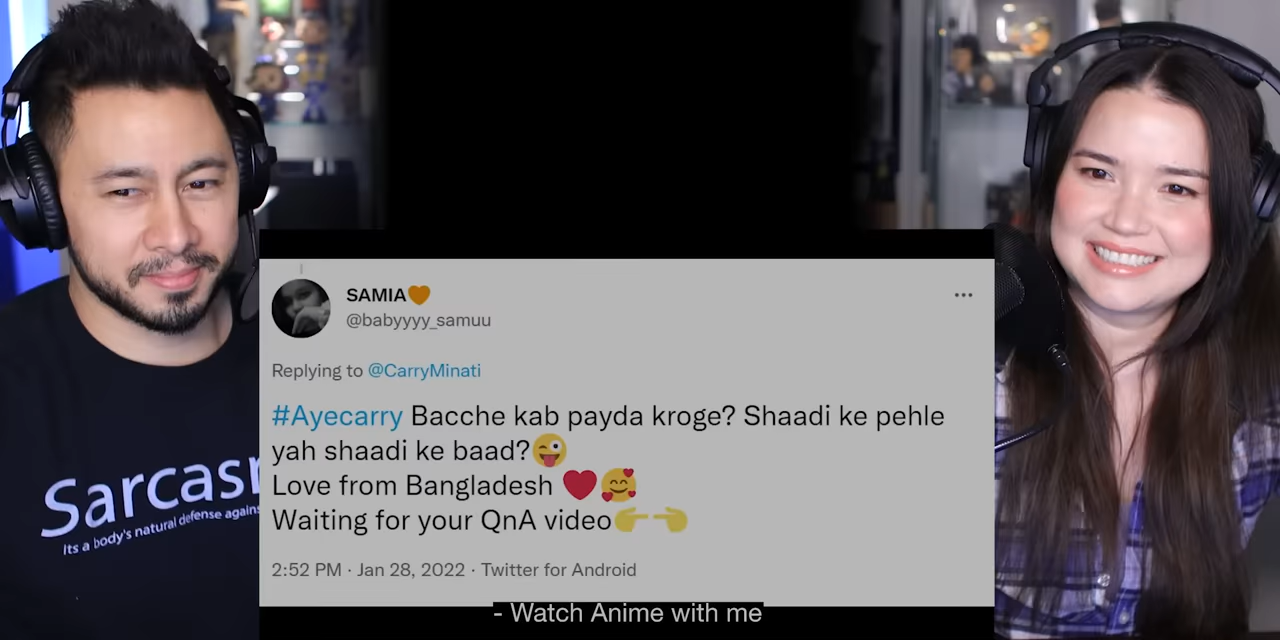 SAMIA🧡
@babyyyy_samuu
Replying to @CarryMinati
#Ayecarry Bacche kab payda kroge? Shaadi ke pehle
yah shaadi ke baad?😜
Love from Bangladesh ❤️🥰
Waiting for your QnA video👉👈
2:52 PM · Jan 28, 2022 · Twitter for Android
- Watch Anime with me
Sarcas
Its a body's natural defense agains